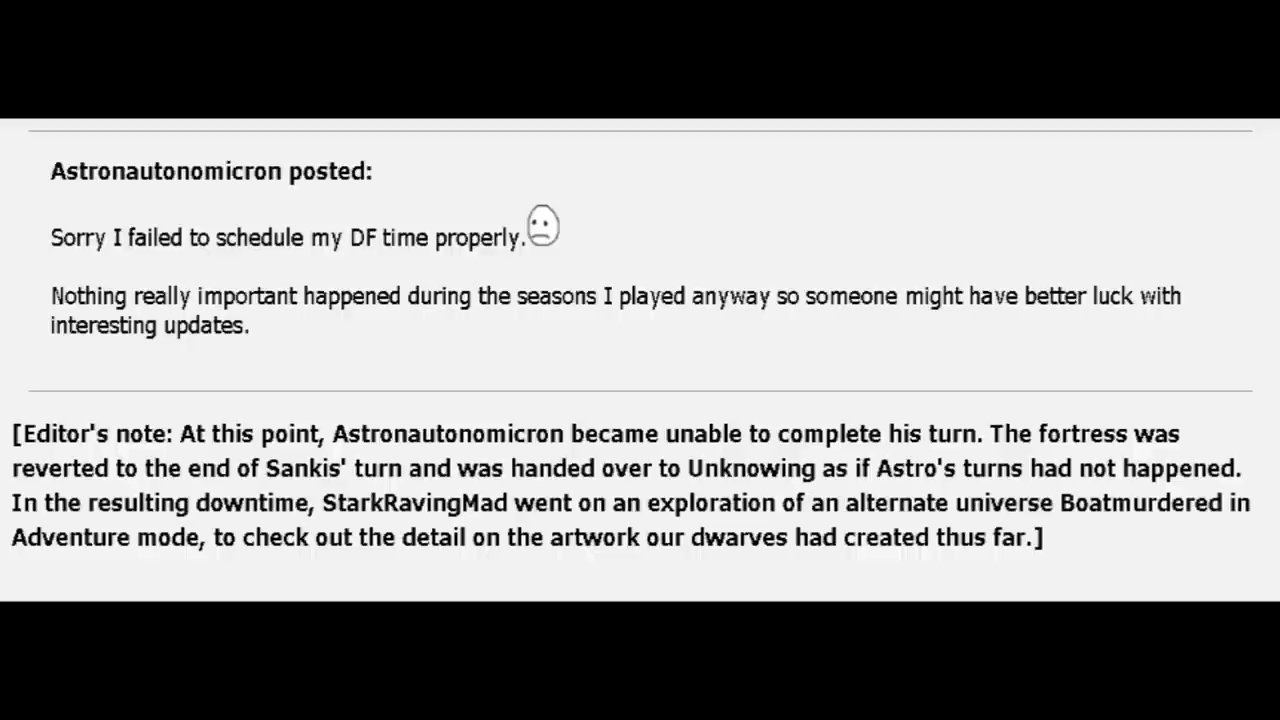 Astronautonomicron posted:
Sorry I failed to schedule my DF time properly.
Nothing really important happened during the seasons I played anyway so someone might have better luck with
interesting updates.
[Editor's note: At this point, Astronautonomicron became unable to complete his turn. The fortress was
reverted to the end of Sankis' turn and was handed over to Unknowing as if Astro's turns had not happened.
In the resulting downtime, StarkRavingMad went on an exploration of an alternate universe Boatmurdered in
Adventure mode, to check out the detail on the artwork our dwarves had created thus far.]